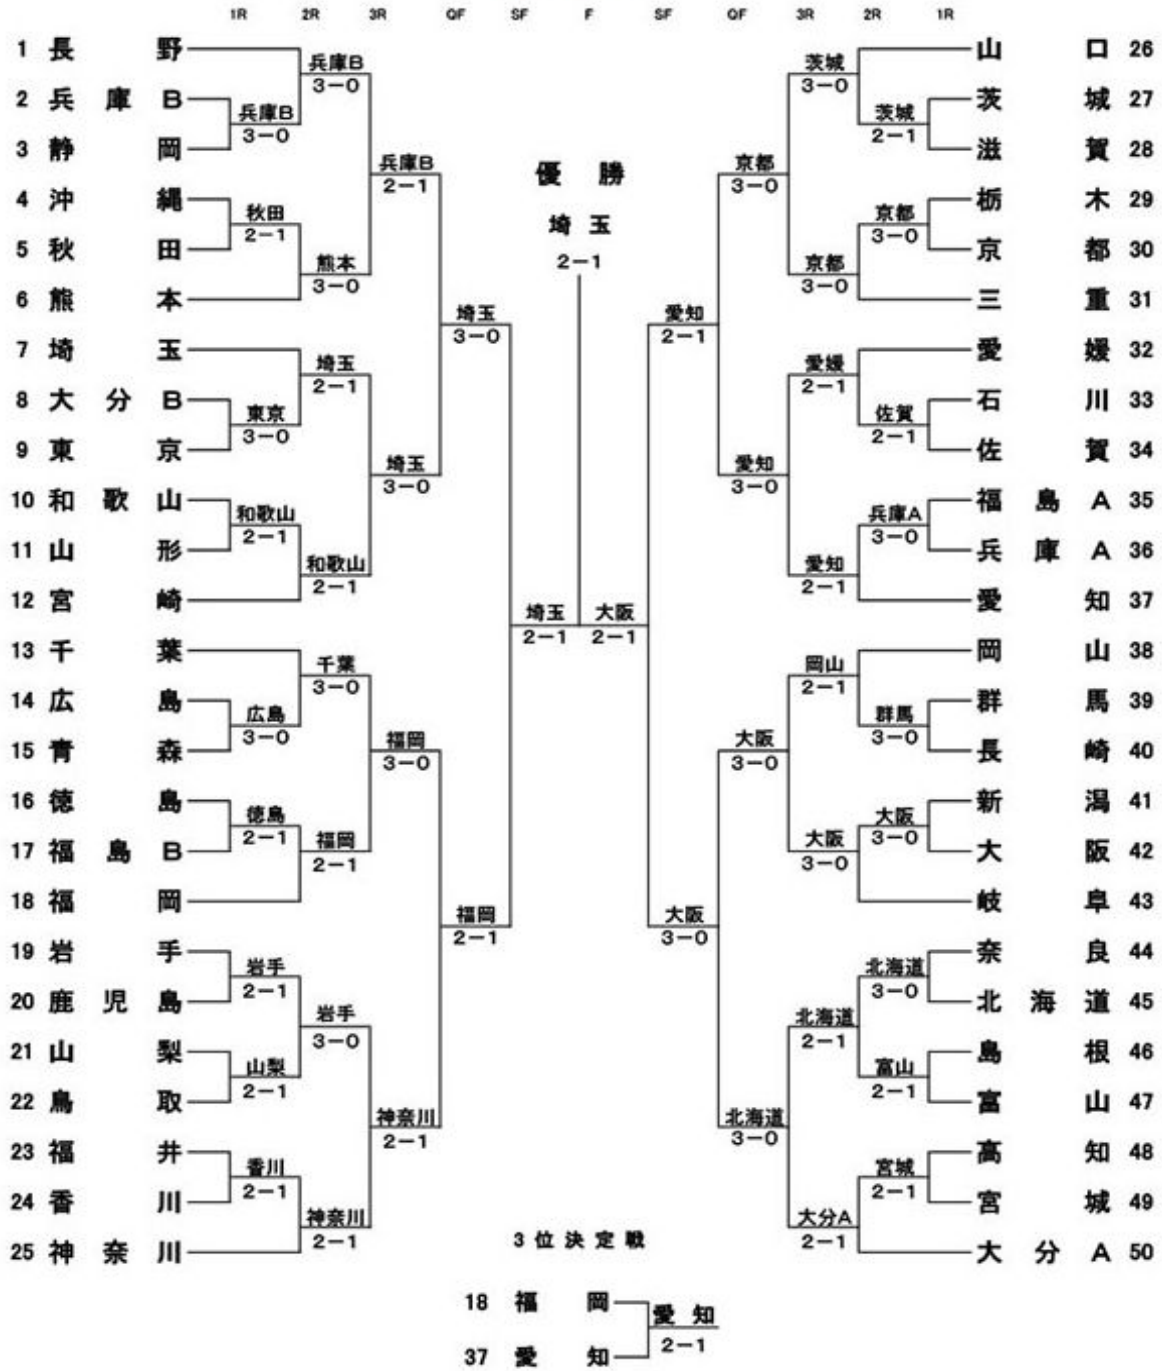 1R 2R 3R QF SF F SF QF 3R 2R 1R
1 長野 山口 26
兵庫B 茨城
3-0 3-0
2 兵庫B 茨城 27
兵庫B 茨城
3-0 2-1
3 静岡 滋賀 28
兵庫B 優勝 京都
2-1 3-0
4 沖縄 栃木 29
秋田 埼玉 京都
2-1 3-0
5 秋田 京都 30
熊本 2-1 京都
3-0 3-0
6 熊本 三重 31
埼玉 愛知
3-0 2-1
7 埼玉 愛媛 32
埼玉 愛媛
2-1 2-1
8 大分B 石川 33
東京 佐賀
3-0 2-1
9 東京 佐賀 34
埼玉 愛知
3-0 3-0
10 和歌山 福島A 35
和歌山 兵庫A
2-1 3-0
11 山形 兵庫A 36
和歌山 愛知
2-1 2-1
12 宮崎 愛知 37
埼玉 大阪
2-1 2-1
13 千葉 岡山 38
千葉 岡山
3-0 2-1
14 広島 群馬 39
広島 群馬
3-0 3-0
15 青森 長崎 40
福岡 大阪
3-0 3-0
16 徳島 新潟 41
徳島 大阪
2-1 3-0
17 福島B 大阪 42
福岡 大阪
2-1 3-0
18 福岡 岐阜 43
福岡 大阪
2-1 3-0
19 岩手 奈良 44
岩手 北海道
2-1 3-0
20 鹿児島 北海道 45
岩手 北海道
3-0 2-1
21 山梨 島根 46
山梨 富山
2-1 2-1
22 鳥取 富山 47
神奈川 北海道
2-1 3-0
23 福井 高知 48
香川 宮城
2-1 2-1
24 香川 宮城 49
神奈川 大分A
2-1 2-1
25 神奈川 大分A 50
3位決定戦
18 福岡
愛知
2-1
37 愛知